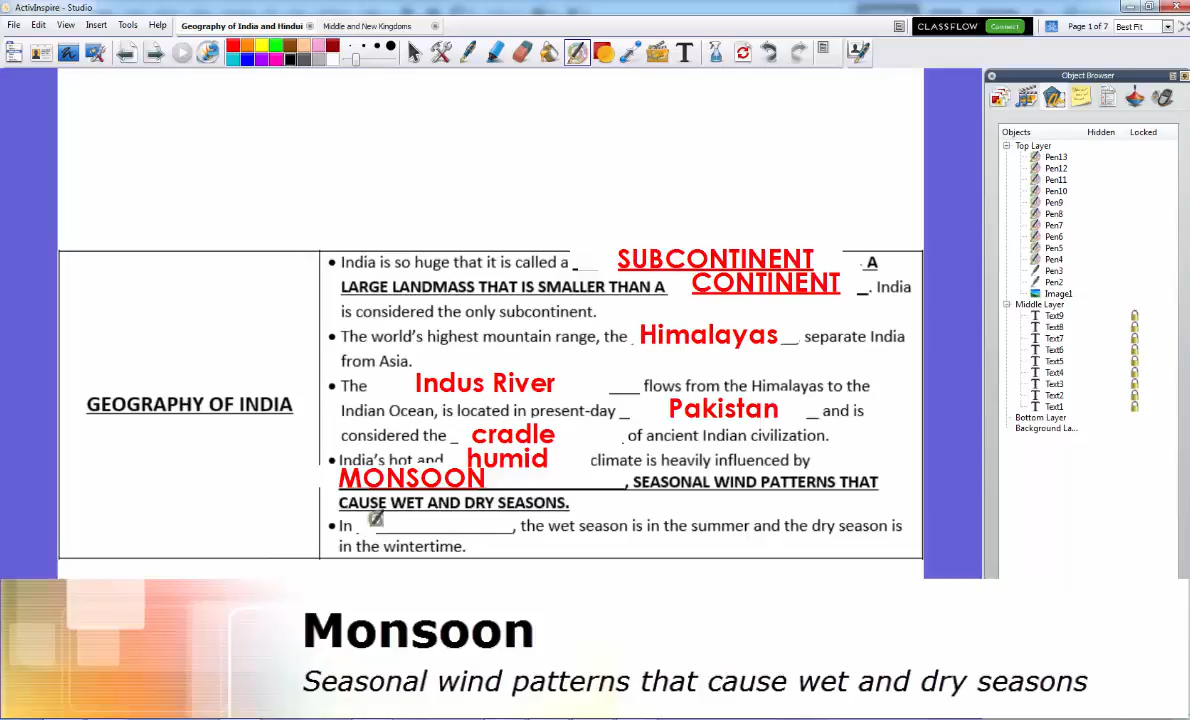 ActivInspire - Studio
File Edit View Insert Tools Help
Geography of India and Hindui
Middle and New Kingdoms
CLASSFLOW Connect
Page 1 of 7 Best Fit
Object Browser
Objects Hidden Locked
Top Layer
Pen13
Pen12
Pen11
Pen10
Pen9
Pen8
Pen7
Pen6
Pen5
Pen4
Pen3
Pen2
Image1
Middle Layer
Text9
Text8
Text7
Text6
Text5
Text4
Text3
Text2
Text1
Bottom Layer
Background La...
GEOGRAPHY OF INDIA
• India is so huge that it is called a SUBCONTINENT. A
LARGE LANDMASS THAT IS SMALLER THAN A CONTINENT. India
is considered the only subcontinent.
• The world's highest mountain range, the Himalayas separate India
from Asia.
• The Indus River flows from the Himalayas to the
Indian Ocean, is located in present-day Pakistan and is
considered the cradle of ancient Indian civilization.
• India's hot and humid climate is heavily influenced by
MONSOON, SEASONAL WIND PATTERNS THAT
CAUSE WET AND DRY SEASONS.
• In ____________, the wet season is in the summer and the dry season is
in the wintertime.
Monsoon
Seasonal wind patterns that cause wet and dry seasons